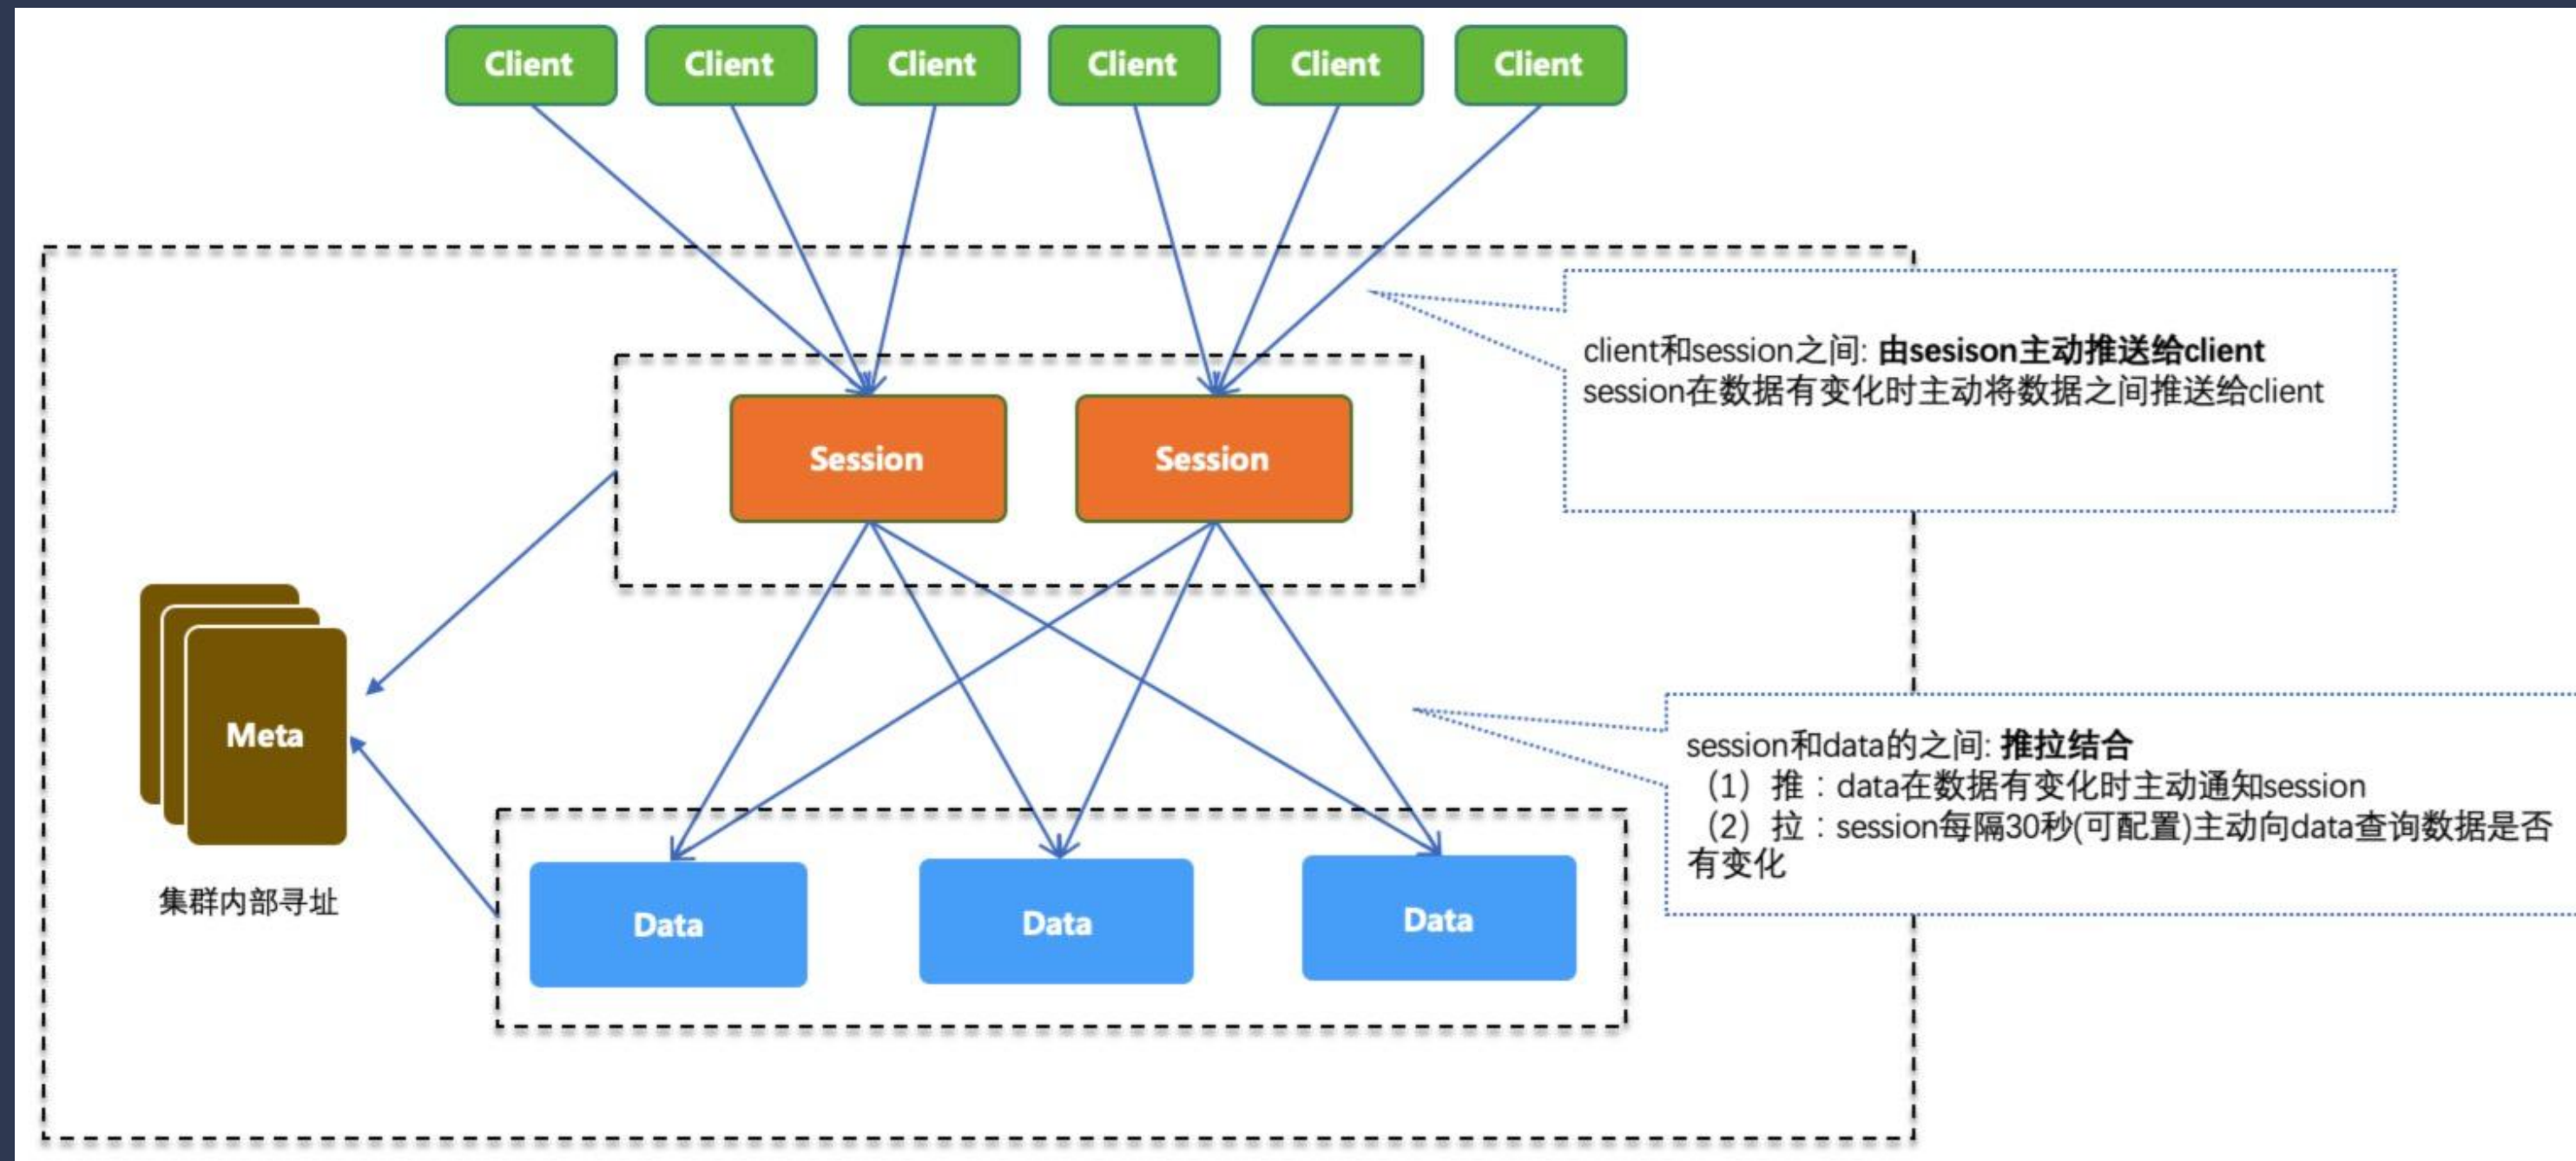 Client Client Client Client Client Client
client和session之间: 由sesison主动推送给client
session在数据有变化时主动将数据之间推送给client
Session Session
Meta
集群内部寻址
session和data的之间: 推拉结合
（1）推：data在数据有变化时主动通知session
（2）拉：session每隔30秒(可配置)主动向data查询数据是否
有变化
Data Data Data